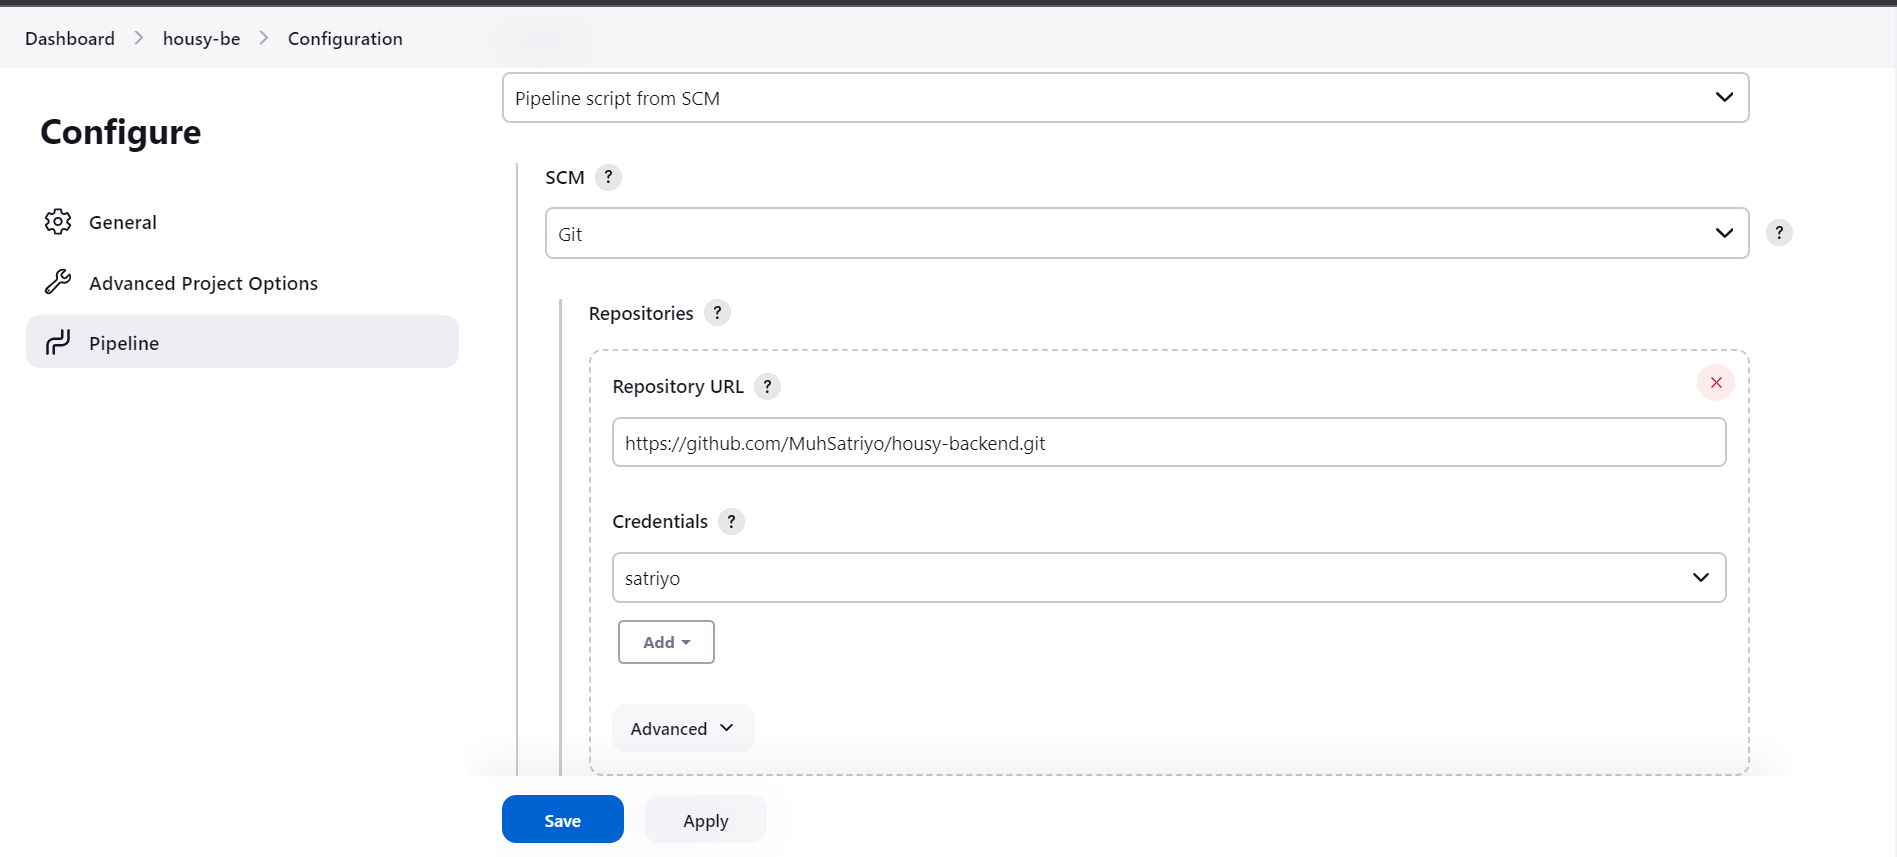 Dashboard > housy-be > Configuration
Configure
General
Advanced Project Options
Pipeline
Pipeline script from SCM
SCM ?
Git
?
Repositories ?
Repository URL ?
https://github.com/MuhSatriyo/housy-backend.git
Credentials ?
satriyo
Add
Advanced
Save Apply